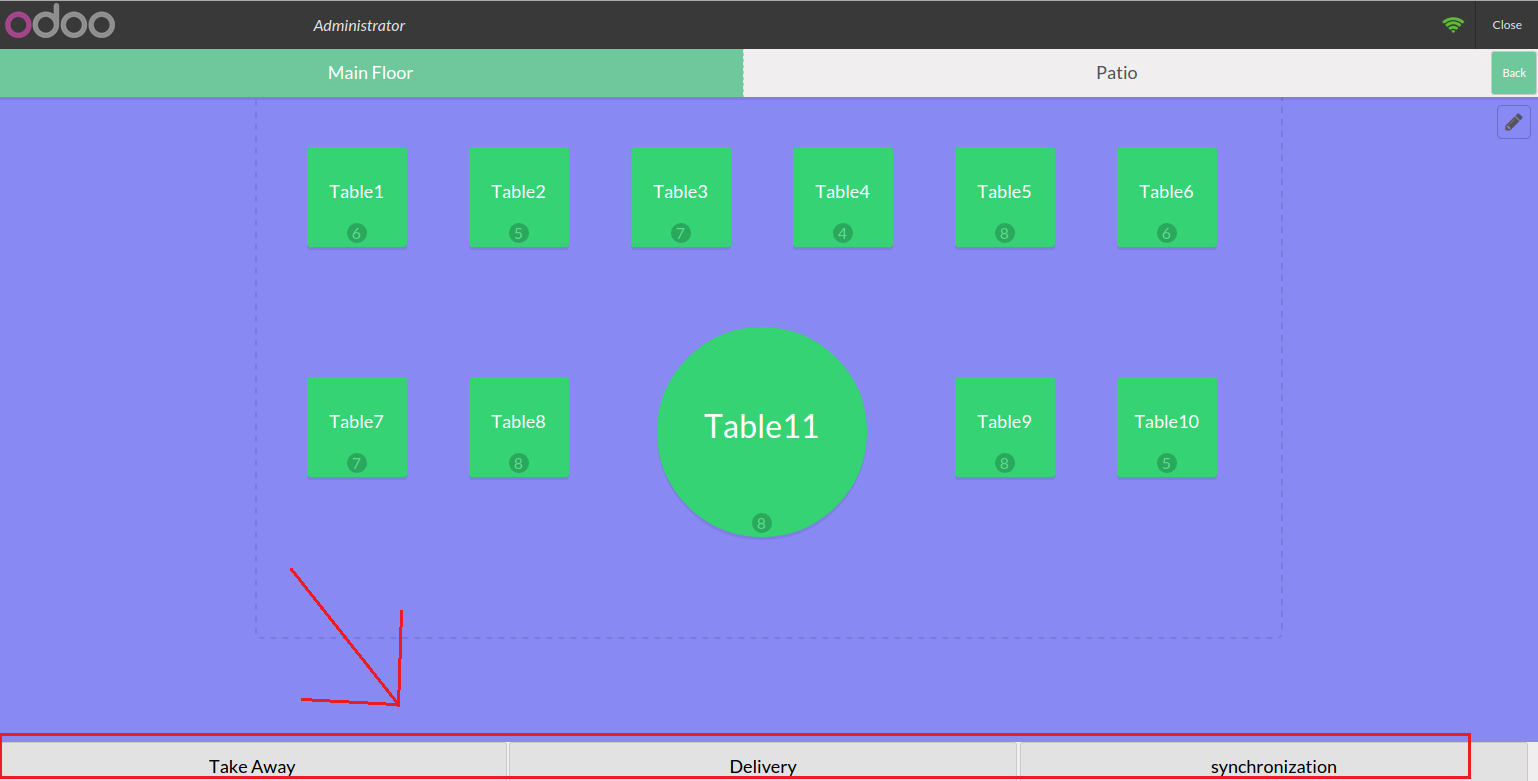 odoo
Administrator
Close
Main Floor
Patio
Back
Table1
Table2
Table3
Table4
Table5
Table6
6
5
7
4
8
6
Table7
Table8
Table11
Table9
Table10
7
8
8
5
8
Take Away
Delivery
synchronization